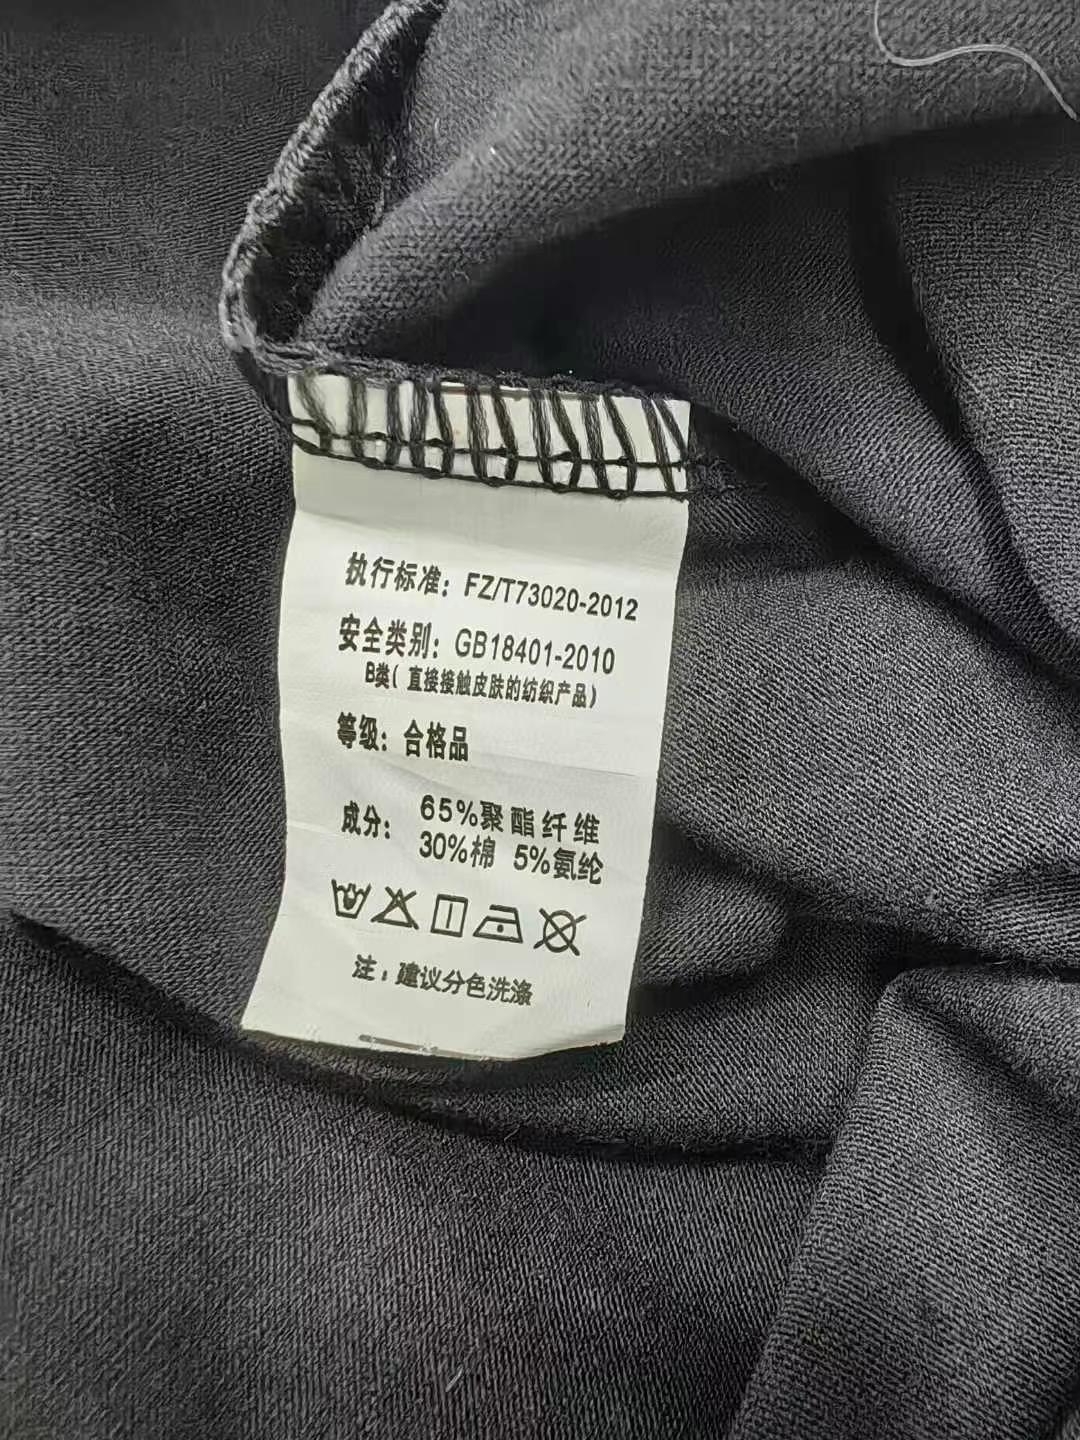 执行标准：FZ/T73020-2012
安全类别：GB18401-2010
B类（直接接触皮肤的纺织产品）
等级：合格品
成分：65%聚酯纤维
30%棉 5%氨纶
注：建议分色洗涤